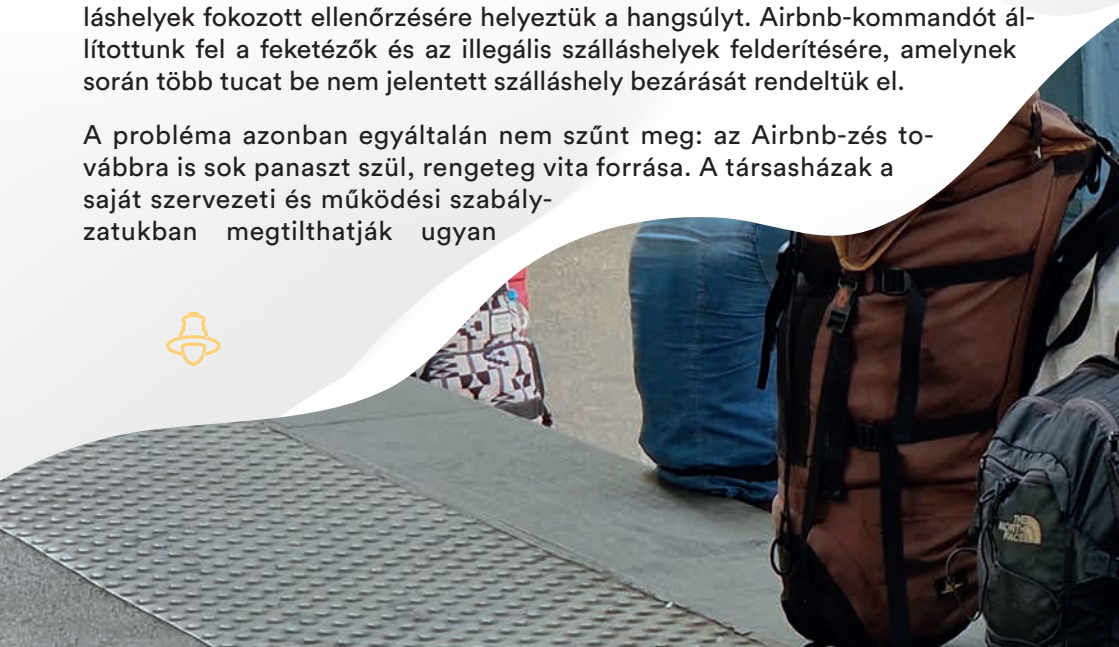 láshelyek fokozott ellenőrzésére helyeztük a hangsúlyt. Airbnb-kommandót ál-
lítottunk fel a feketézők és az illegális szálláshelyek felderítésére, amelynek
során több tucat be nem jelentett szálláshely bezárását rendeltük el.
A probléma azonban egyáltalán nem szűnt meg: az Airbnb-zés to-
vábbra is sok panaszt szül, rengeteg vita forrása. A társasházak a
saját szervezeti és működési szabály-
zatukban megtilthatják ugyan
THE
NORTH
FACE